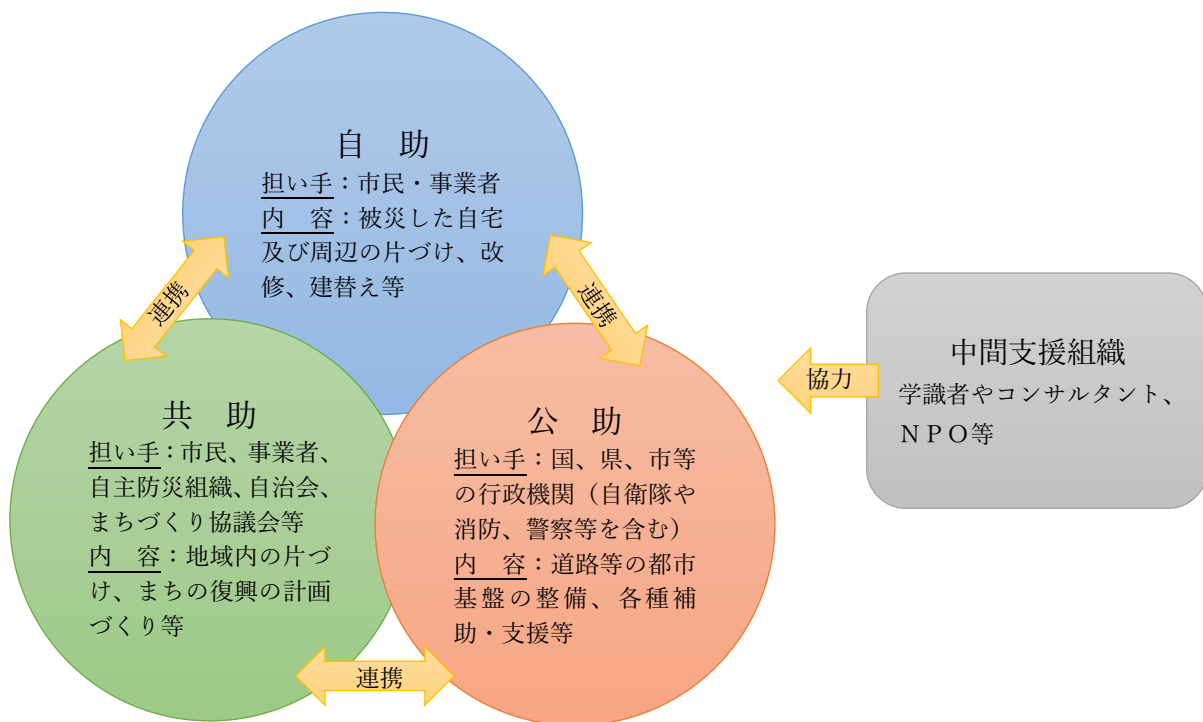 自　助
担い手：市民・事業者
内　容：被災した自宅
及び周辺の片づけ、改
修、建替え等
連携
連携
共　助
担い手：市民、事業者、
自主防災組織、自治会、
まちづくり協議会等
内　容：地域内の片づ
け、まちの復興の計画
づくり等
公　助
担い手：国、県、市等
の行政機関（自衛隊や
消防、警察等を含む）
内　容：道路等の都市
基盤の整備、各種補
助・支援等
連携
協力
中間支援組織
学識者やコンサルタント、
ＮＰＯ等